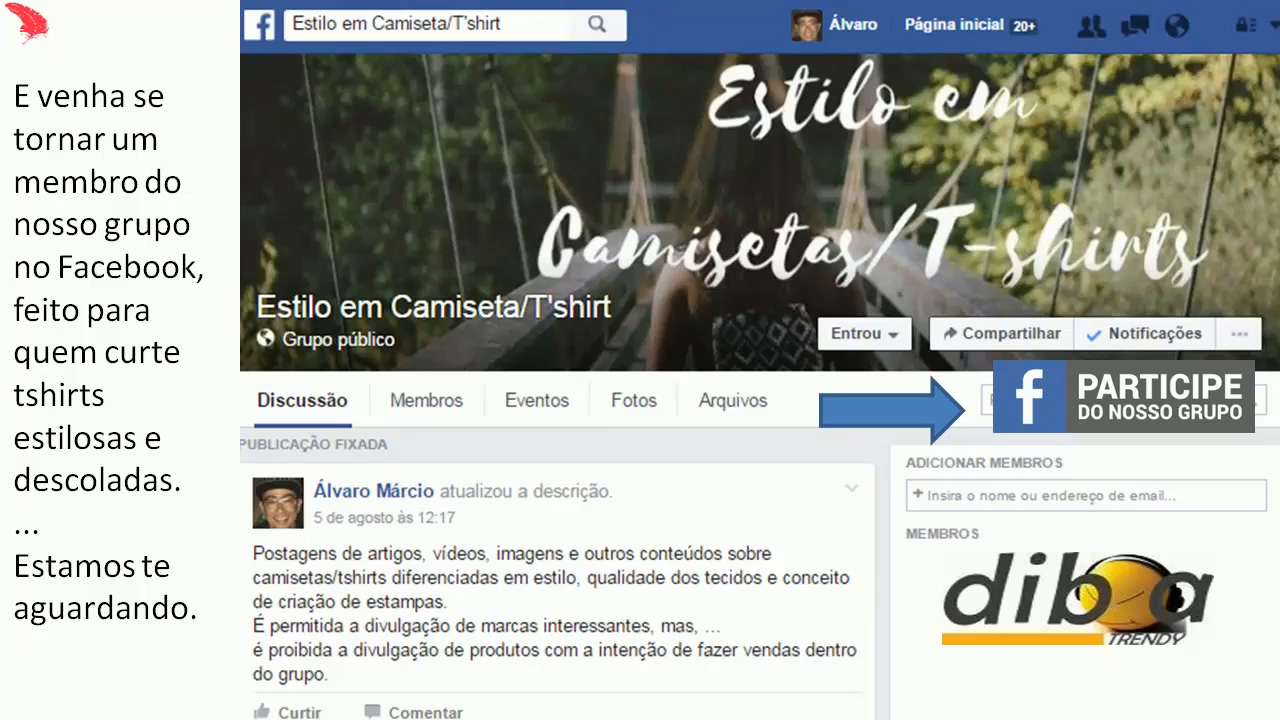 E venha se
tornar um
membro do
nosso grupo
no Facebook,
feito para
quem curte
tshirts
estilosas e
descoladas.
...
Estamos te
aguardando.
Estilo em Camiseta/T'shirt
Álvaro
Página inicial 20+
Estilo em
Camisetas/T-shirts
Estilo em Camiseta/T'shirt
Grupo público
Entrou
Compartilhar
Notificações
...
Discussão
Membros
Eventos
Fotos
Arquivos
f PARTICIPE
DO NOSSO GRUPO
PUBLICAÇÃO FIXADA
Álvaro Márcio atualizou a descrição.
5 de agosto às 12:17
Postagens de artigos, vídeos, imagens e outros conteúdos sobre
camisetas/tshirts diferenciadas em estilo, qualidade dos tecidos e conceito
de criação de estampas.
É permitida a divulgação de marcas interessantes, mas, ...
é proibida a divulgação de produtos com a intenção de fazer vendas dentro
do grupo.
Curtir
Comentar
ADICIONAR MEMBROS
+ Insira o nome ou endereço de email...
MEMBROS
diboa
TRENDY